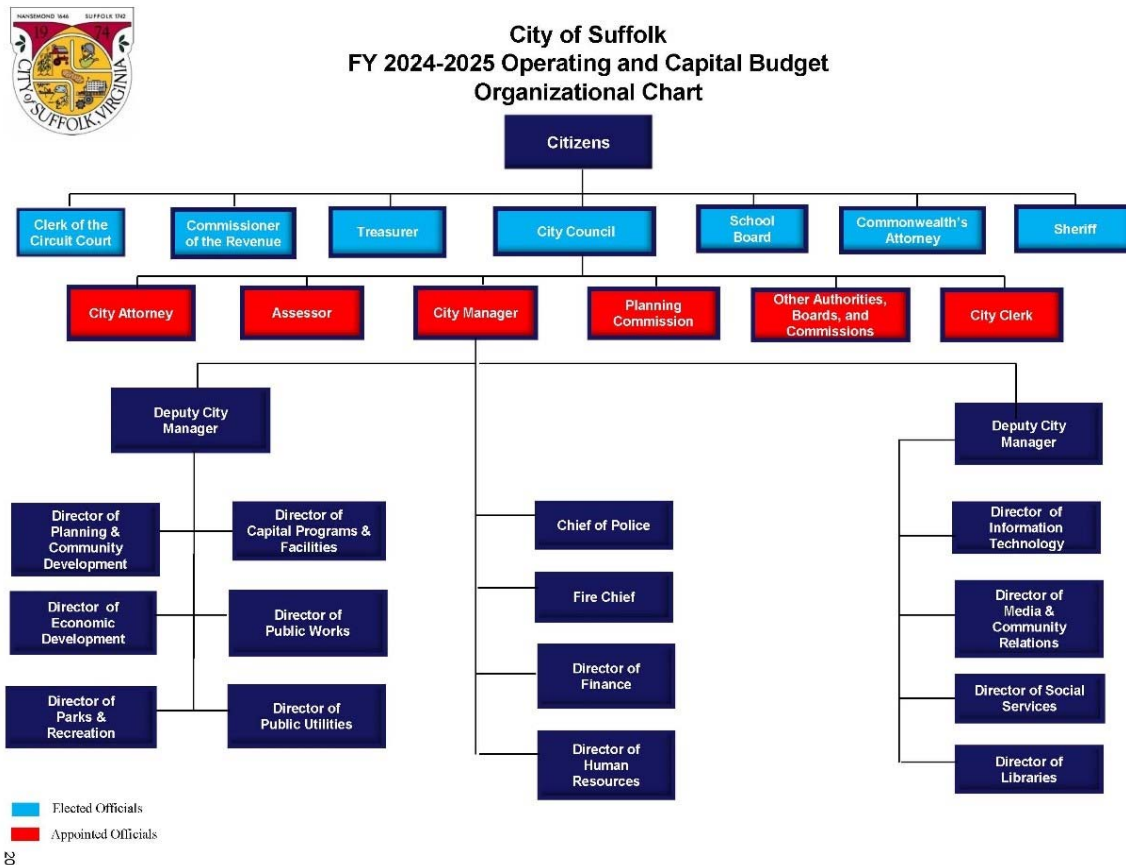 NANSEMOND 1646 SUFFOLK 1742
1974
CITY of SUFFOLK, VIRGINIA
City of Suffolk
FY 2024-2025 Operating and Capital Budget
Organizational Chart
Citizens
Clerk of the
Circuit Court
Commissioner
of the Revenue
Treasurer
City Council
School
Board
Commonwealth's
Attorney
Sheriff
City Attorney
Assessor
City Manager
Planning
Commission
Other Authorities,
Boards, and
Commissions
City Clerk
Deputy City
Manager
Deputy City
Manager
Director of
Planning &
Community
Development
Director of
Capital Programs &
Facilities
Director of
Economic
Development
Director of
Public Works
Director of
Parks &
Recreation
Director of
Public Utilities
Chief of Police
Fire Chief
Director of
Finance
Director of
Human
Resources
Director of
Information
Technology
Director of
Media &
Community
Relations
Director of Social
Services
Director of
Libraries
Elected Officials
Appointed Officials
20